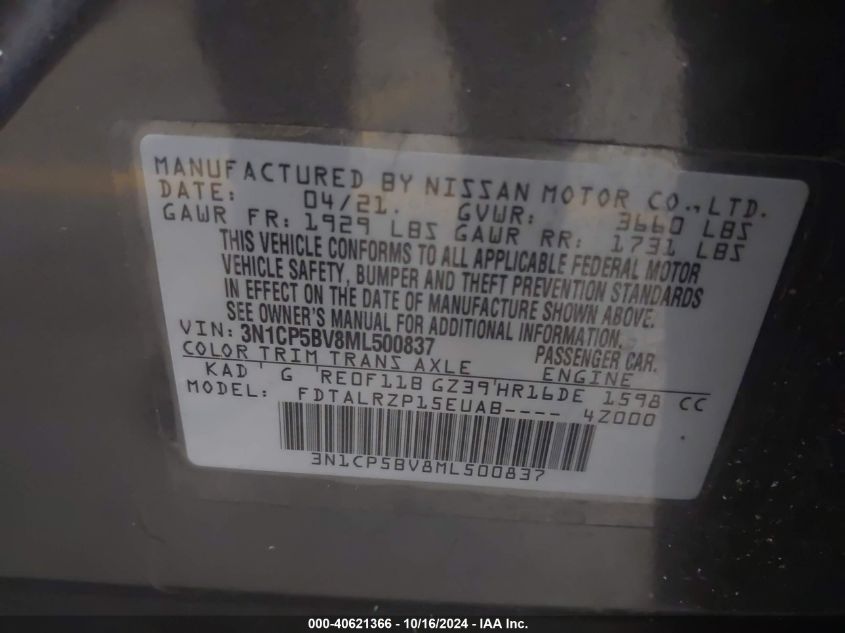 MANUFACTURED BY NISSAN MOTOR CO.,LTD.
DATE: 04/21. GVWR: 3660 LBS
GAWR FR: 1929 LBS GAWR RR: 1731 LBS
THIS VEHICLE CONFORMS TO ALL APPLICABLE FEDERAL MOTOR
VEHICLE SAFETY, BUMPER AND THEFT PREVENTION STANDARDS
IN EFFECT ON THE DATE OF MANUFACTURE SHOWN ABOVE.
SEE OWNER'S MANUAL FOR ADDITIONAL INFORMATION.
VIN: 3N1CP5BV8ML500837 PASSENGER CAR.
COLOR TRIM TRANS AXLE ENGINE
KAD ' G 'RE0F11B GZ39'HR16DE 1598 CC
MODEL: FDTALRZP15EUAB---- 4Z000
3N1CP5BV8ML500837
000-40621366 - 10/16/2024 - IAA Inc.